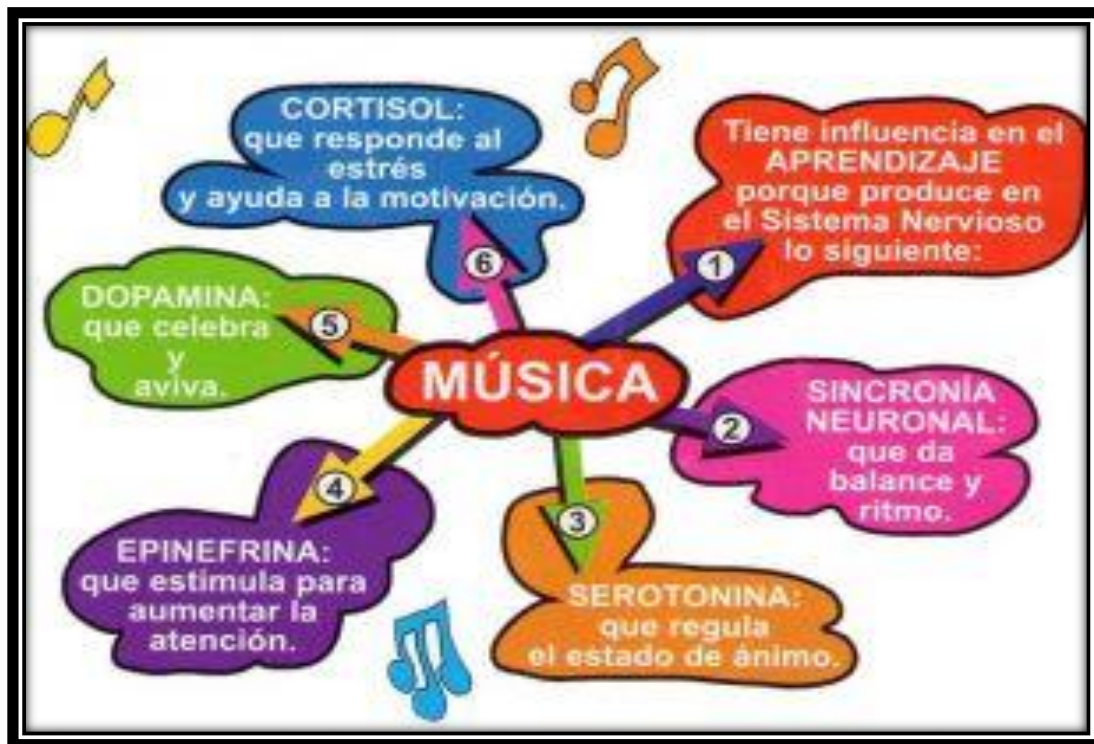 MÚSICA
1
Tiene influencia en el
APRENDIZAJE
porque produce en
el Sistema Nervioso
lo siguiente:
2
SINCRONÍA
NEURONAL:
que da
balance y
ritmo.
3
SEROTONINA:
que regula
el estado de ánimo.
4
EPINEFRINA:
que estimula para
aumentar la
atención.
5
DOPAMINA:
que celebra
y
aviva.
6
CORTISOL:
que responde al
estrés
y ayuda a la motivación.